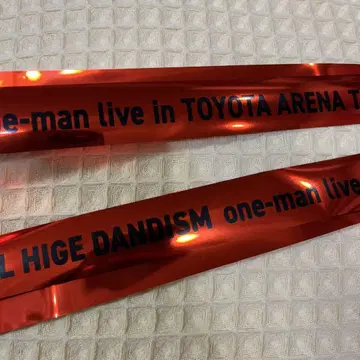 e-man live in TOYOTA ARENA T
L HIGE DANDISM one-man live